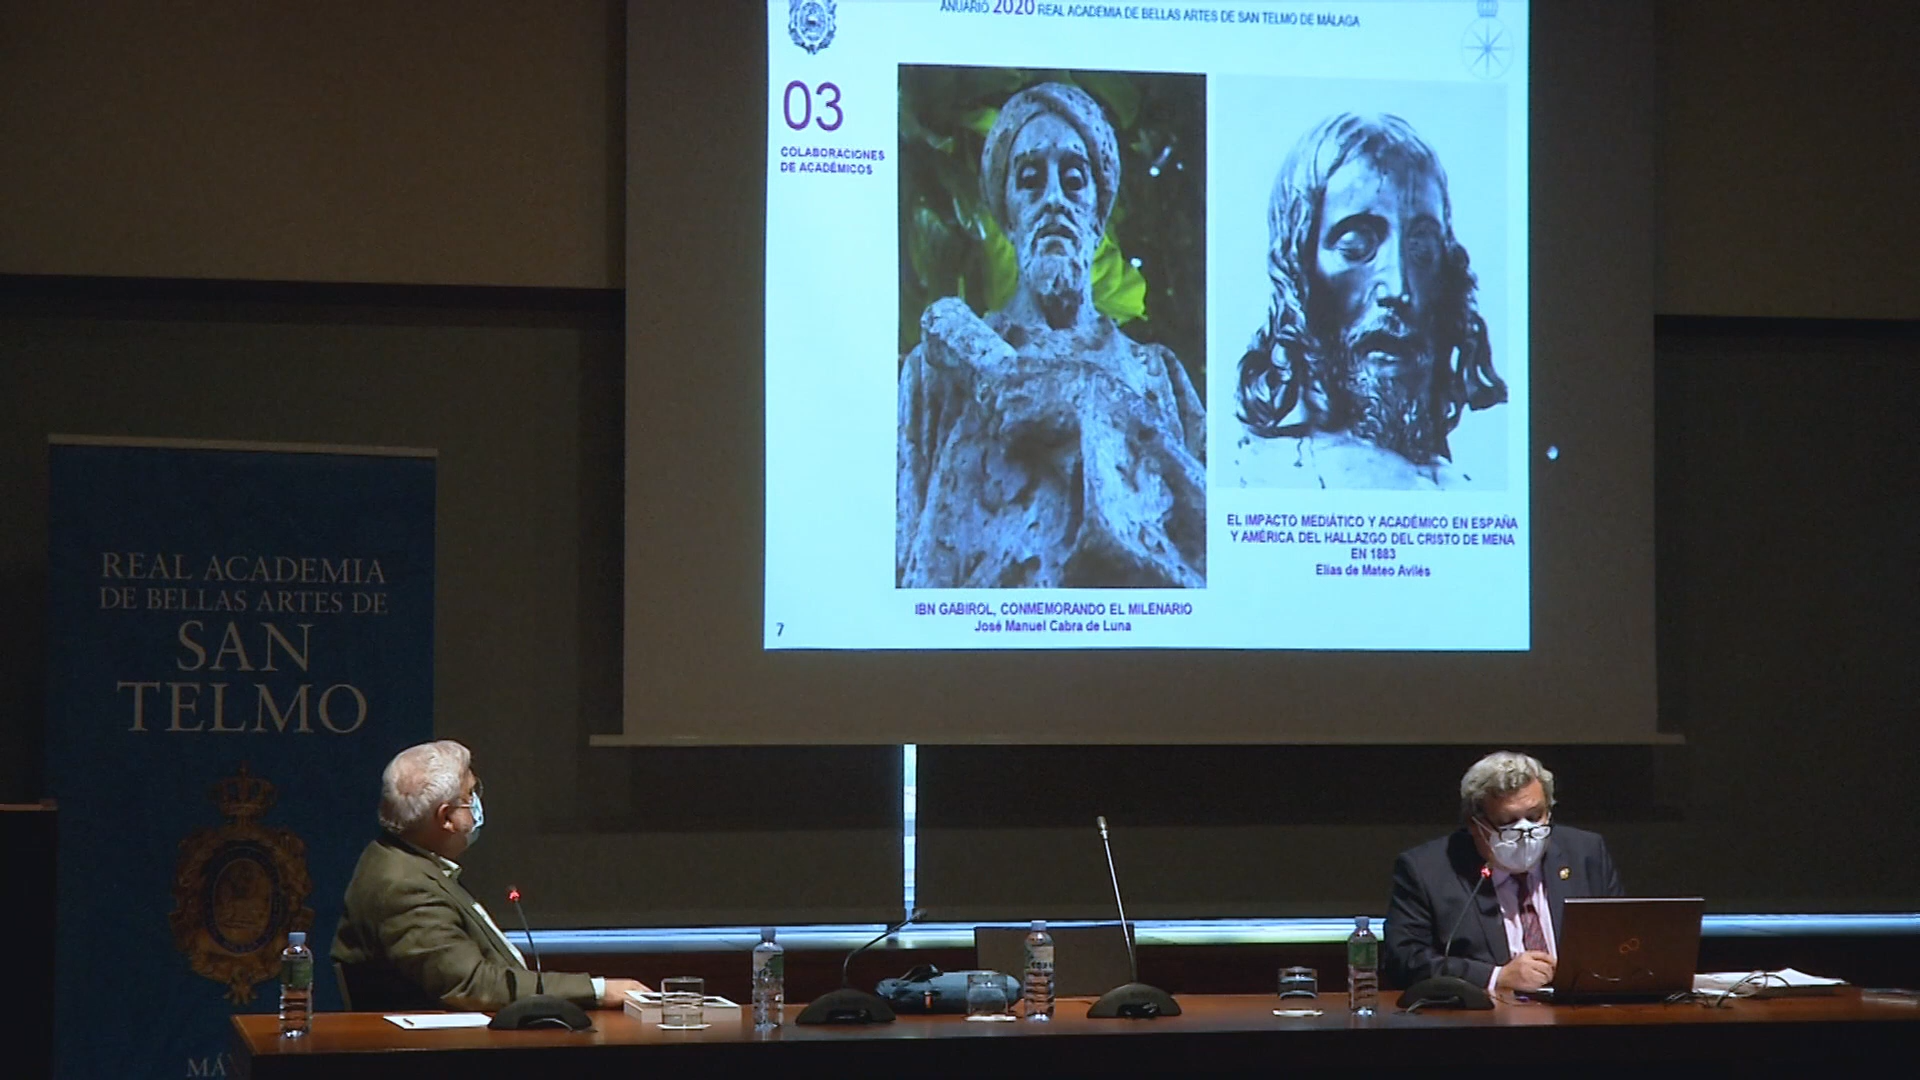 ANUARIO 2020 REAL ACADEMIA DE BELLAS ARTES DE SAN TELMO DE MÁLAGA
03
COLABORACIONES
DE ACADÉMICOS
EL IMPACTO MEDIÁTICO Y ACADÉMICO EN ESPAÑA
Y AMÉRICA DEL HALLAZGO DEL CRISTO DE MENA
EN 1883
Elías de Mateo Avilés
IBN GABIROL, CONMEMORANDO EL MILENARIO
José Manuel Cabra de Luna
7
REAL ACADEMIA
DE BELLAS ARTES DE
SAN
TELMO
MÁ